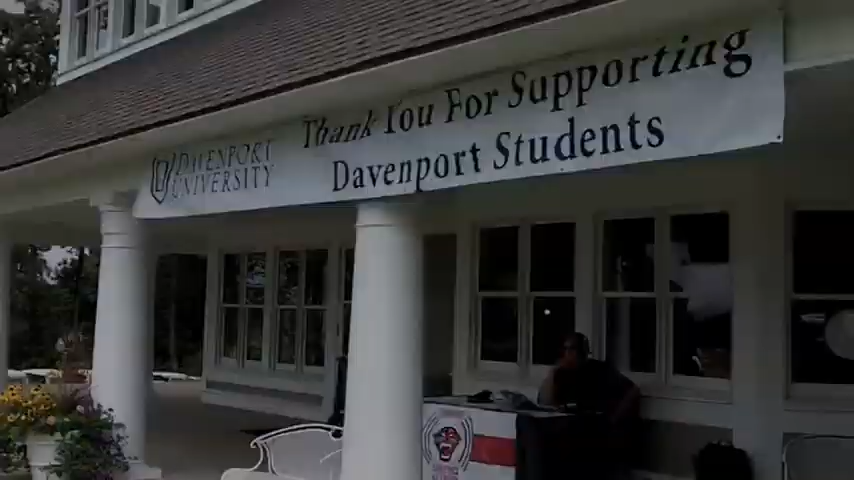 Thank You For Supporting
DAVENPORT
UNIVERSITY
Davenport Students